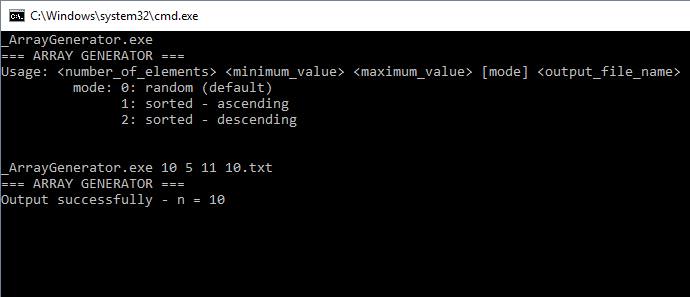 C:\Windows\system32\cmd.exe
_ArrayGenerator.exe
=== ARRAY GENERATOR ===
Usage: <number_of_elements> <minimum_value> <maximum_value> [mode] <output_file_name>
mode: 0: random (default)
1: sorted - ascending
2: sorted - descending
_ArrayGenerator.exe 10 5 11 10.txt
=== ARRAY GENERATOR ===
Output successfully - n = 10